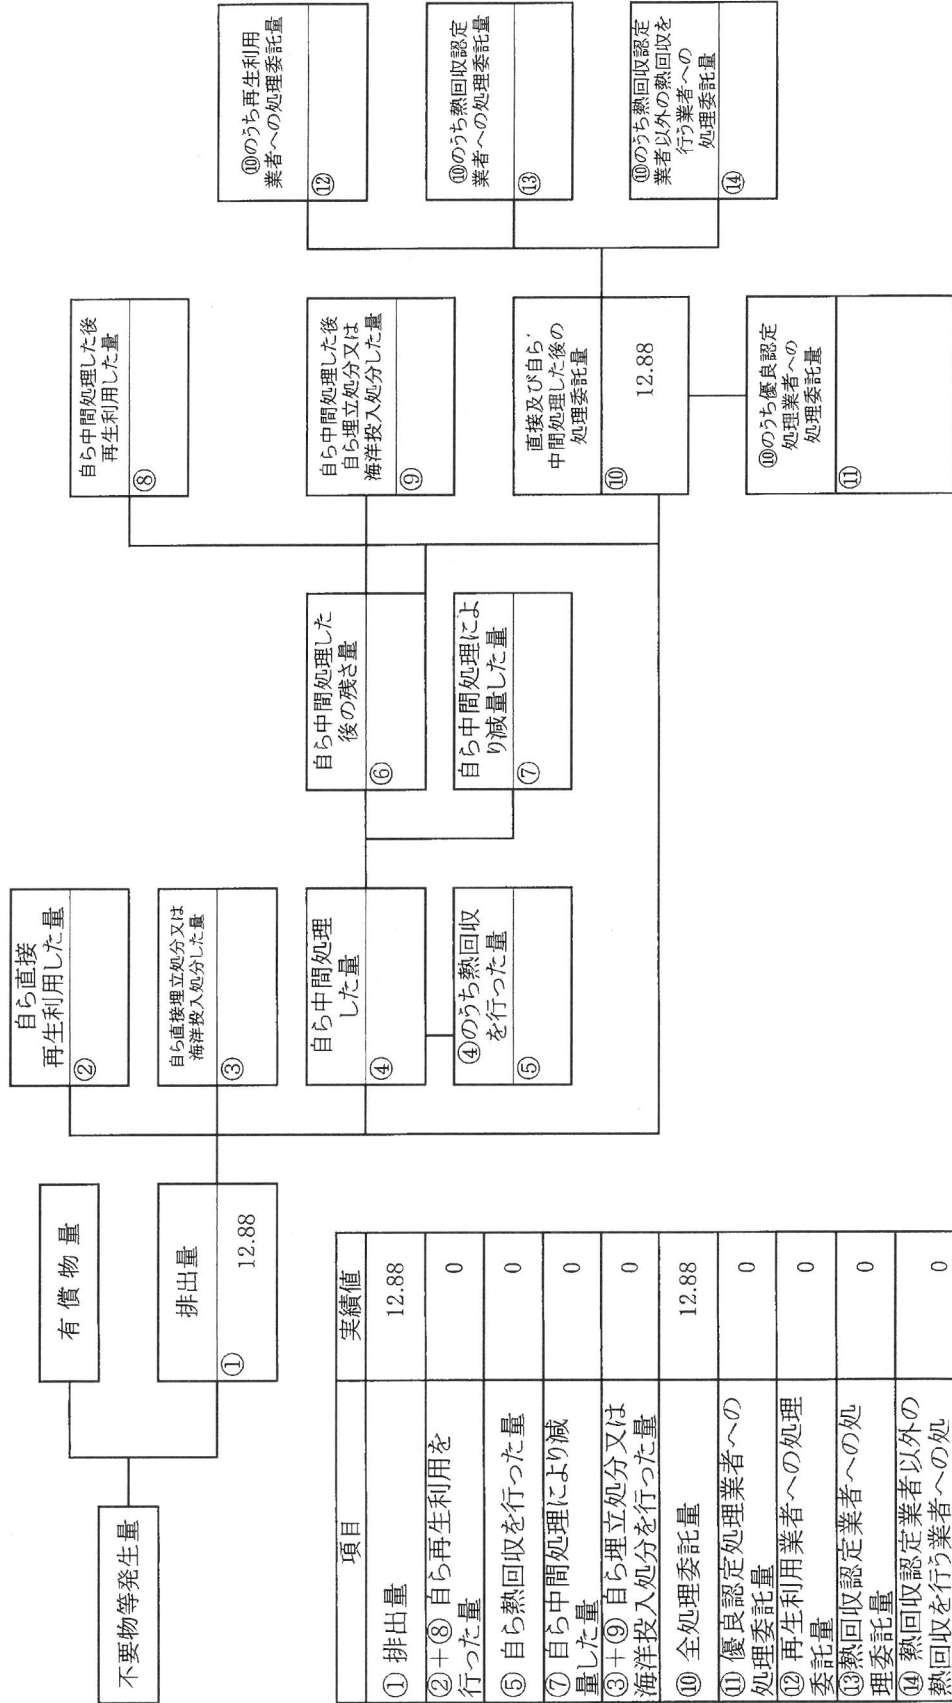 不要物等発生量
有償物量
排出量
①
12.88
自ら直接
再生利用した量
②
自ら直接埋立処分又は
海洋投入処分した量
③
自ら中間処理
した量
④
④のうち熱回収
を行った量
⑤
自ら中間処理した
後の残さ量
⑥
自ら中間処理によ
り減量した量
⑦
自ら中間処理した後
再生利用した量
⑧
自ら中間処理した後
自ら埋立処分又は
海洋投入処分した量
⑨
直接及び自ら
中間処理した後の
処理委託量
⑩
12.88
⑩のうち優良認定
処理業者への
処理委託量
⑪
⑩のうち再生利用
業者への処理委託量
⑫
⑩のうち熱回収認定
業者への処理委託量
⑬
⑩のうち熱回収認定
業者以外の熱回収を
行う業者への
処理委託量
⑭
項目 実績値
① 排出量 12.88
②+⑧ 自ら再生利用を
行った量 0
⑤ 自ら熱回収を行った量 0
⑦ 自ら中間処理により減
量した量 0
③+⑨ 自ら埋立処分又は
海洋投入処分を行った量 0
⑩ 全処理委託量 12.88
⑪ 優良認定処理業者への
処理委託量 0
⑫ 再生利用業者への処理
委託量 0
⑬熱回収認定業者への処
理委託量 0
⑭ 熱回収認定業者以外の
熱回収を行う業者への処 0